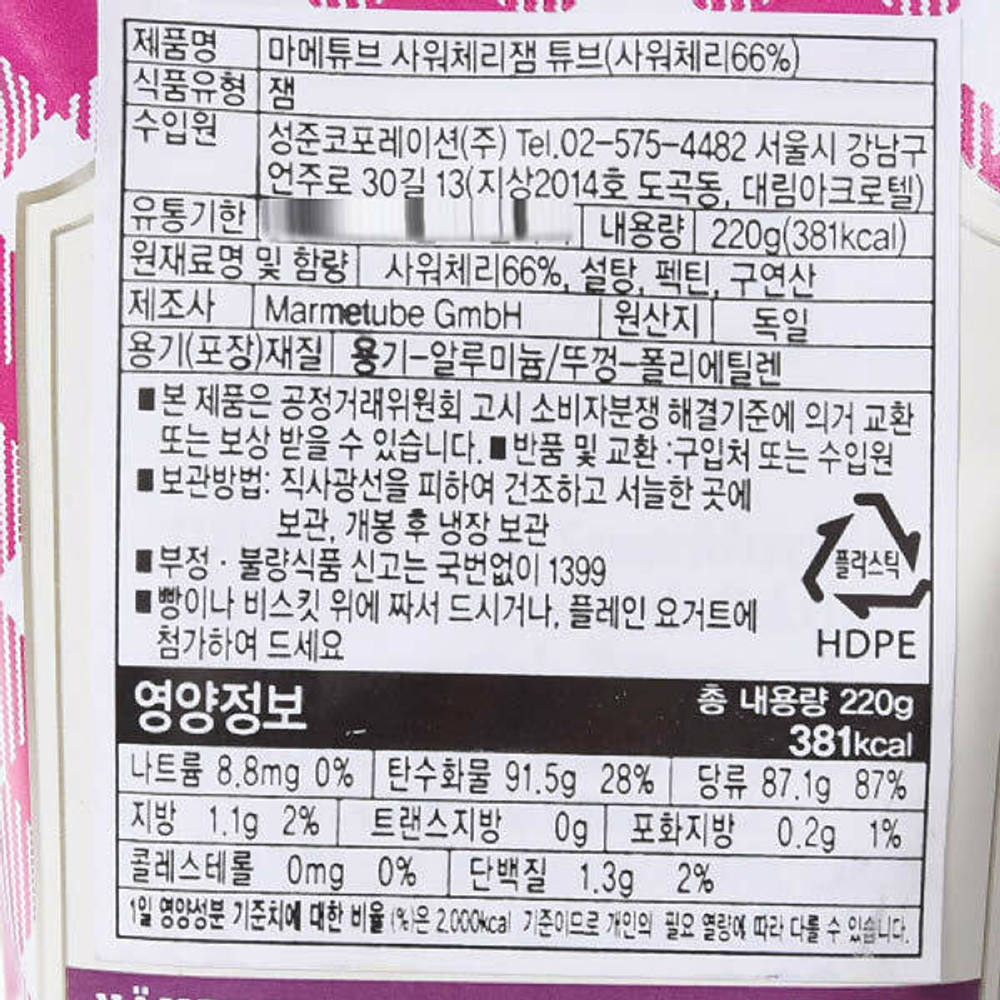 제품명 마메튜브 사워체리잼 튜브(사워체리66%)
식품유형 잼
수입원 성준코포레이션(주) Tel.02-575-4482 서울시 강남구
언주로 30길 13(지상2014호 도곡동, 대림아크로텔)
유통기한 내용량 220g(381kcal)
원재료명 및 함량 사워체리66%, 설탕, 펙틴, 구연산
제조사 Marmetube GmbH 원산지 독일
용기(포장)재질 용기-알루미늄/뚜껑-폴리에틸렌
■본 제품은 공정거래위원회 고시 소비자분쟁 해결기준에 의거 교환
또는 보상 받을 수 있습니다. ■반품 및 교환 :구입처 또는 수입원
■보관방법: 직사광선을 피하여 건조하고 서늘한 곳에
보관, 개봉 후 냉장 보관
■부정·불량식품 신고는 국번없이 1399
■빵이나 비스킷 위에 짜서 드시거나, 플레인 요거트에
첨가하여 드세요
플라스틱
HDPE
영양정보 총 내용량 220g
381kcal
나트륨 8.8mg 0% 탄수화물 91.5g 28% 당류 87.1g 87%
지방 1.1g 2% 트랜스지방 0g 포화지방 0.2g 1%
콜레스테롤 0mg 0% 단백질 1.3g 2%
1일 영양성분 기준치에 대한 비율(%)은 2,000kcal 기준이므로 개인의 필요 열량에 따라 다를 수 있습니다.